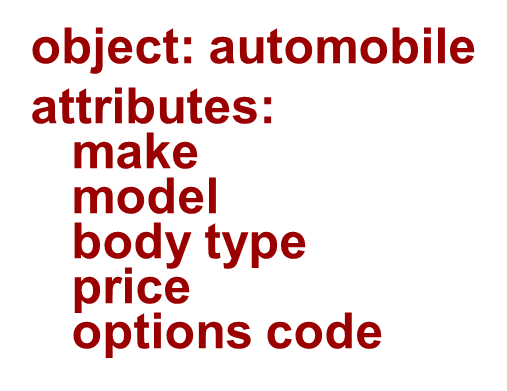 object: automobile
attributes:
make
model
body type
price
options code